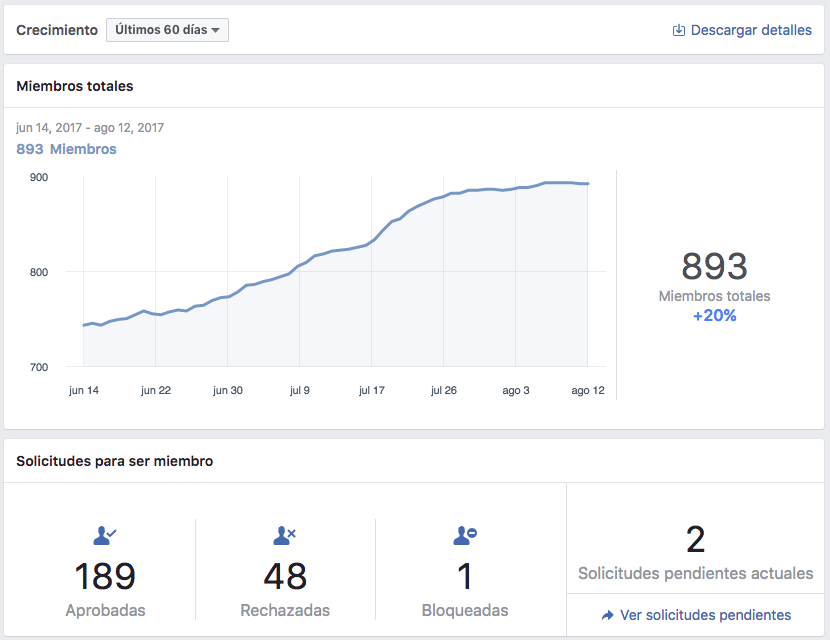 Crecimiento Últimos 60 días Descargar detalles
Miembros totales
jun 14, 2017 - ago 12, 2017
893 Miembros
900
800
700
jun 14 jun 22 jun 30 jul 9 jul 17 jul 26 ago 3 ago 12
893
Miembros totales
+20%
Solicitudes para ser miembro
189 48 1
Aprobadas Rechazadas Bloqueadas
2
Solicitudes pendientes actuales
Ver solicitudes pendientes